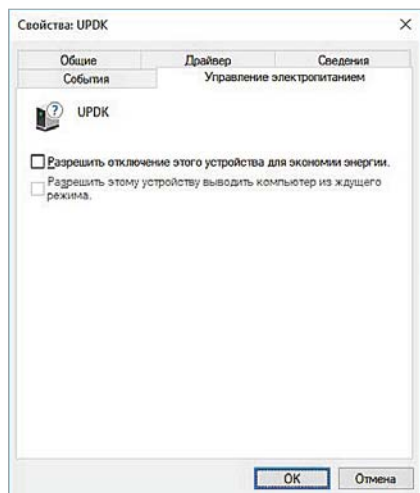 Свойства: UPDK
Общие Драйвер Сведения
События Управление электропитанием
UPDK
Разрешить отключение этого устройства для экономии энергии.
Разрешить этому устройству выводить компьютер из ждущего
режима.
OK Отмена